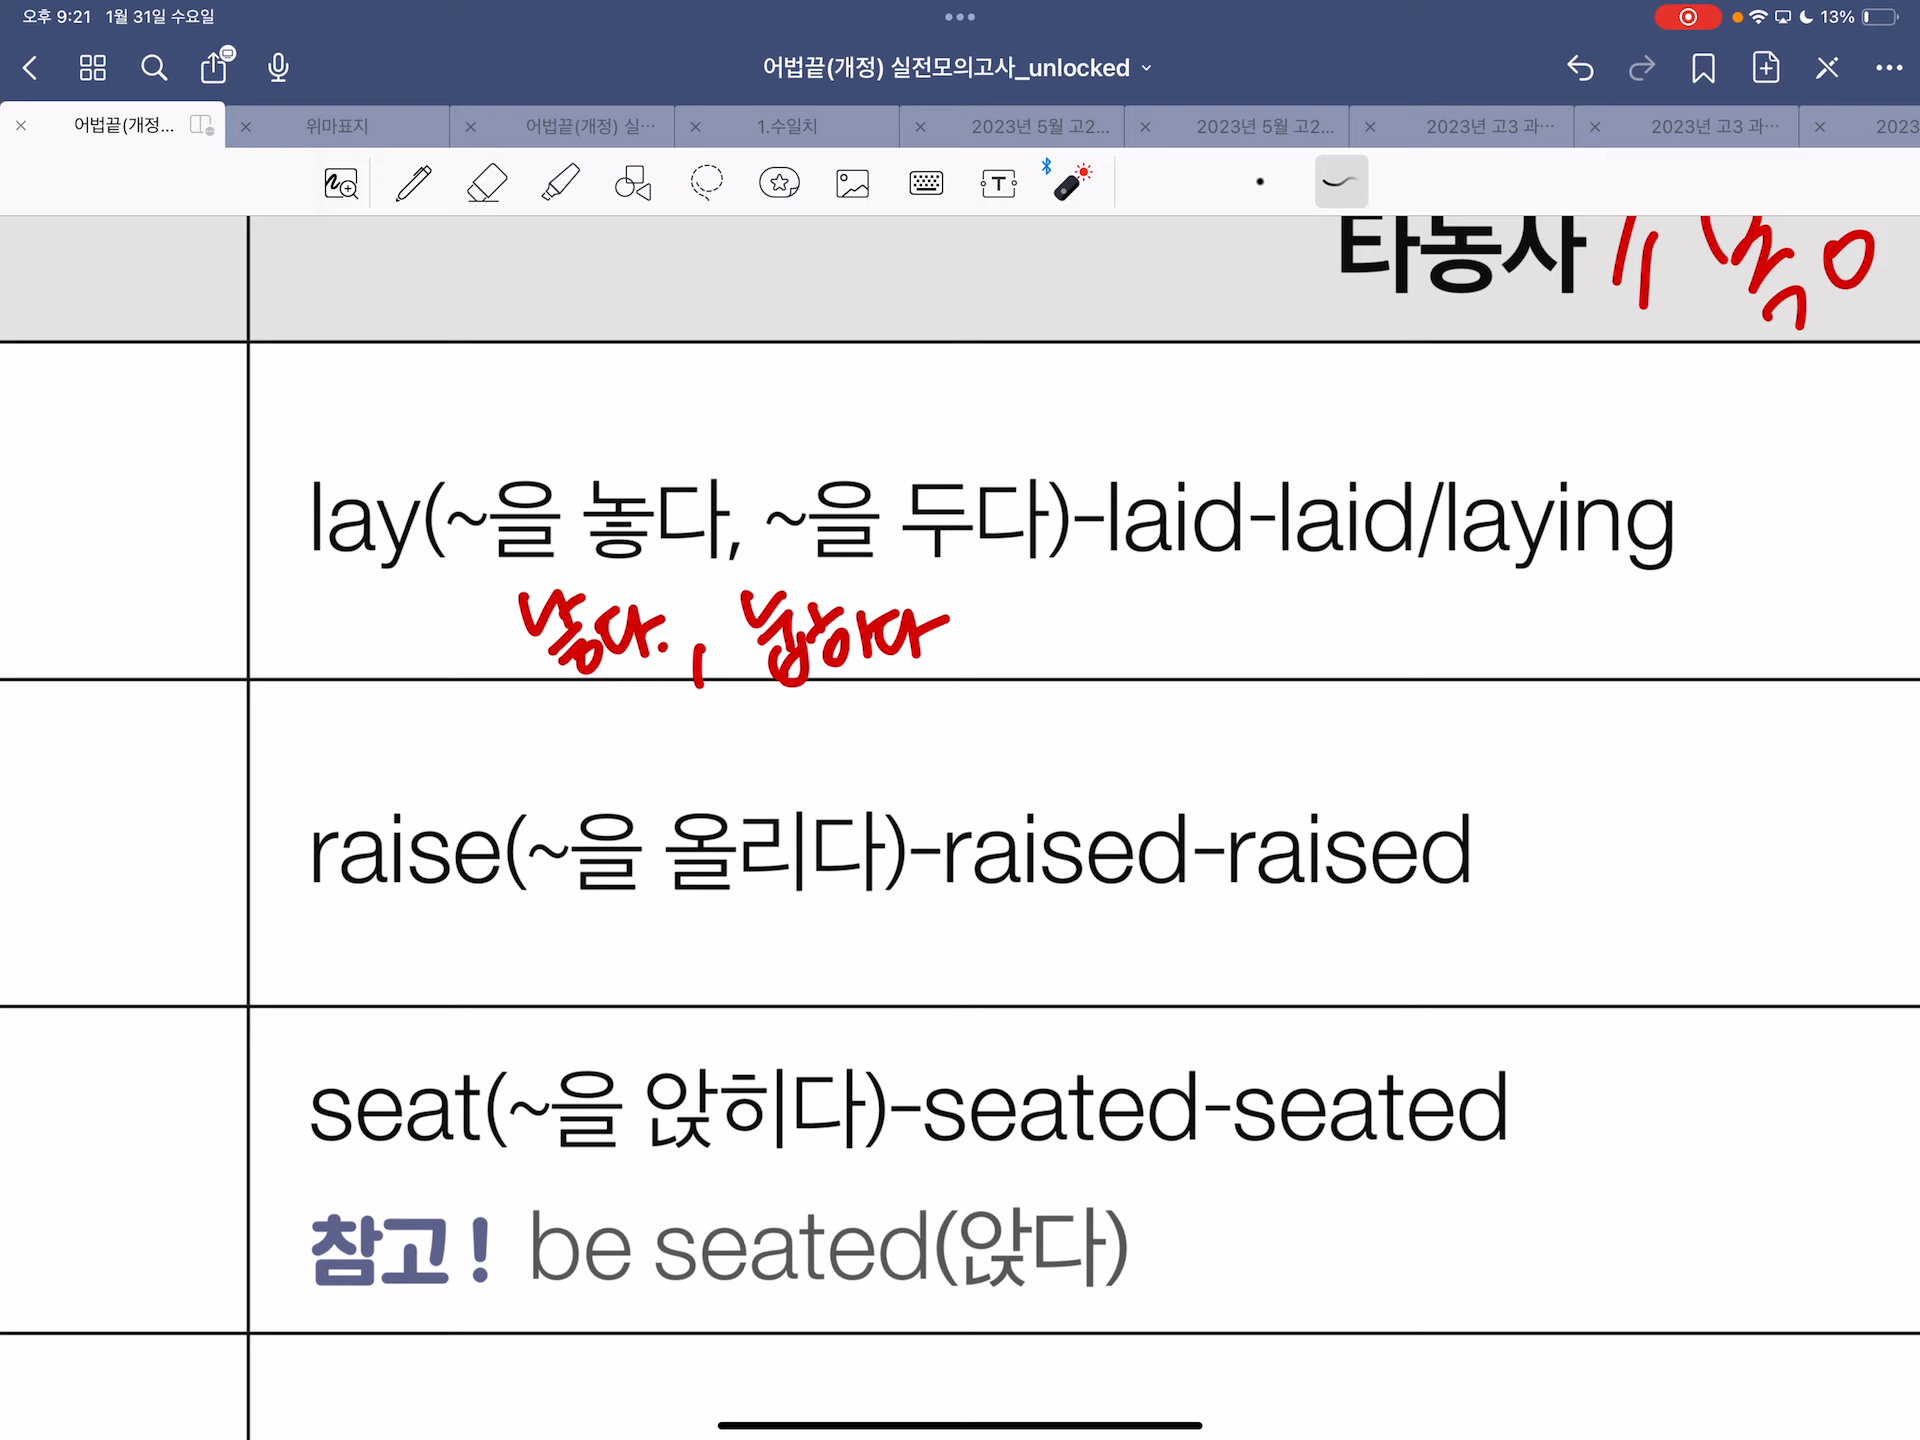 오후 9:21 1월 31일 수요일 13%
어법끝(개정) 실전모의고사_unlocked
어법끝(개정... 위마표지 어법끝(개정) 실... 1.수일치 2023년 5월 고2... 2023년 5월 고2... 2023년 고3 과... 2023년 고3 과... 2023
타동사
lay(~을 놓다, ~을 두다)-laid-laid/laying
낳다. , 눕히다
raise(~을 올리다)-raised-raised
seat(~을 앉히다)-seated-seated
참고! be seated(앉다)